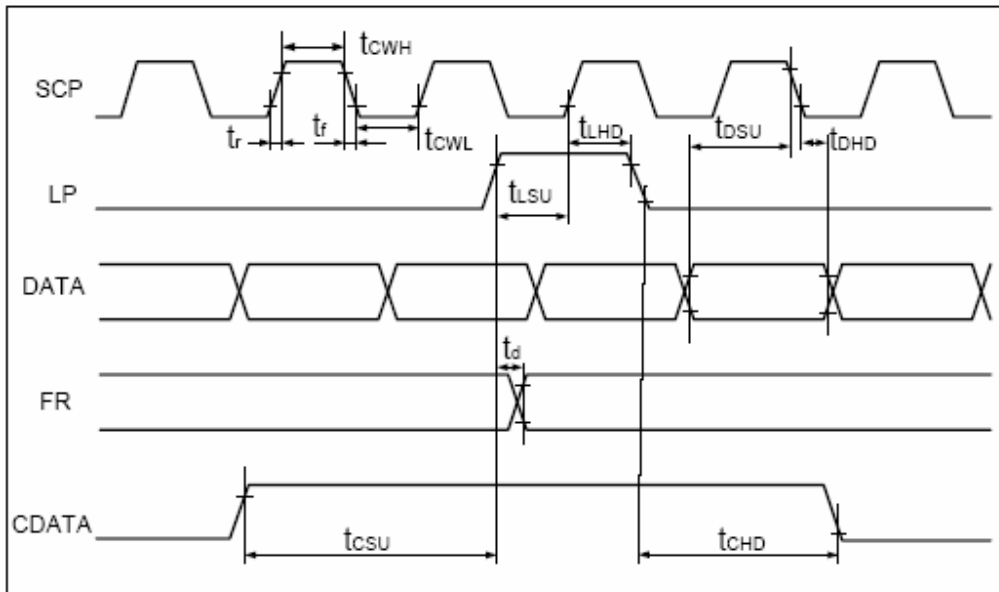 tCWH
SCP
tr
tf
tCWL
tLHD
tDSU
tDHD
LP
tLSU
DATA
td
FR
CDATA
tCSU
tCHD